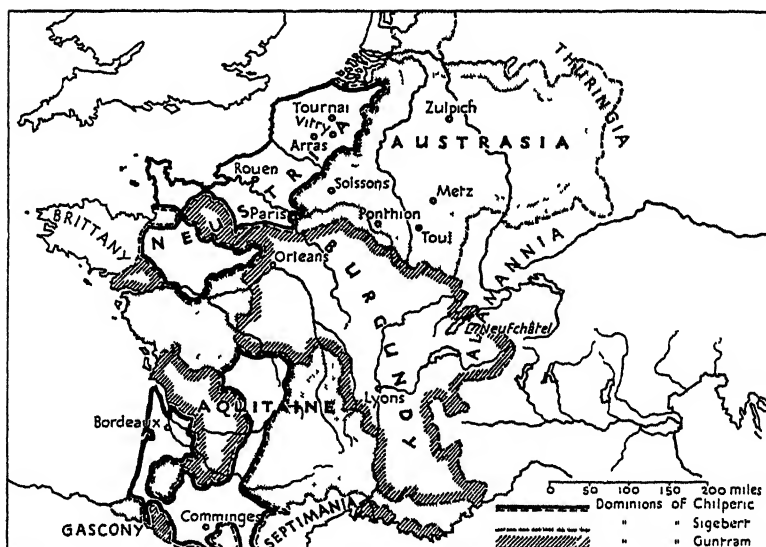 THURINGIA
Tournai
Zulpich
Vitry
AUSTRASIA
Arras
Rouen
Soissons
NEUSTRIA
Metz
Paris
Ponthion
Toul
BRITTANY
Orleans
BURGUNDY
ALAMANNIA
L.Neufchâtel
Lyons
AQUITAINE
Bordeaux
0 50 100 150 200 miles
Comminges
SEPTIMANIA
GASCONY
Dominions of Chilperic
" " Sigebert
" " Guntram